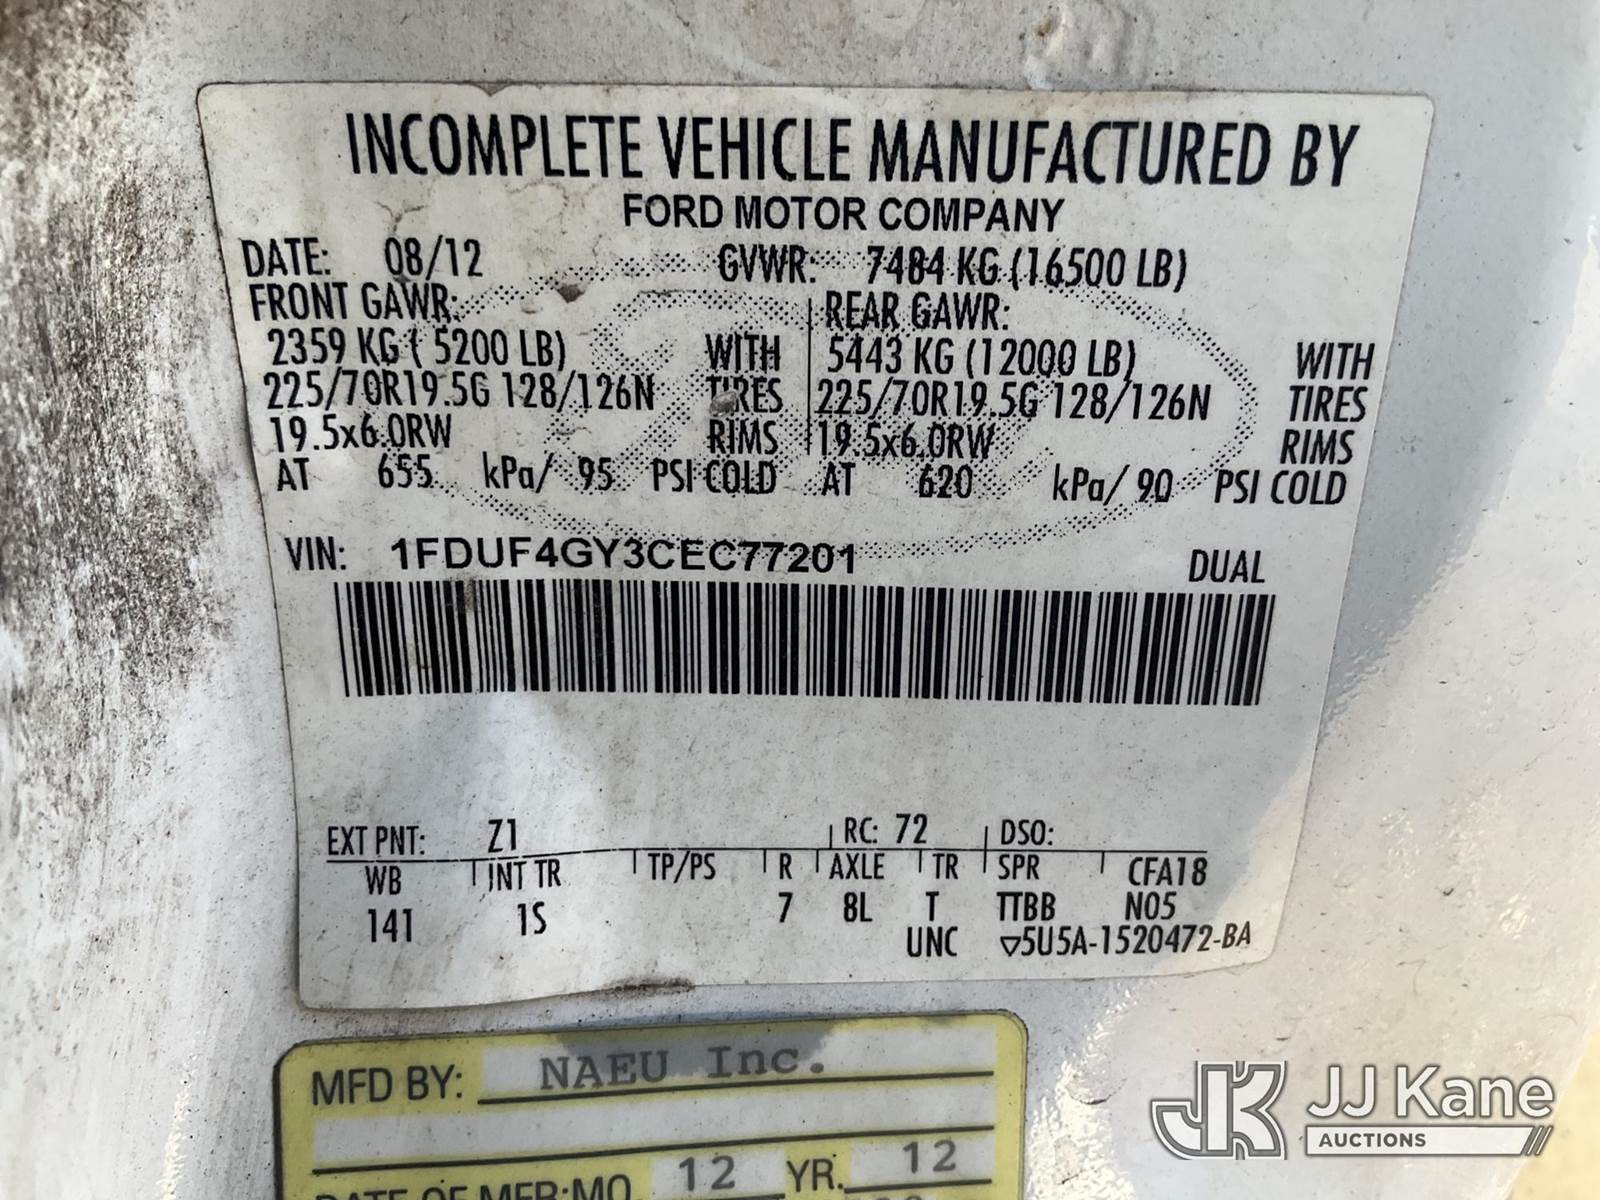 INCOMPLETE VEHICLE MANUFACTURED BY
FORD MOTOR COMPANY
DATE: 08/12 GVWR: 7484 KG (16500 LB)
FRONT GAWR: REAR GAWR:
2359 KG ( 5200 LB) WITH 5443 KG (12000 LB) WITH
225/70R19.5G 128/126N TIRES 225/70R19.5G 128/126N TIRES
19.5x6.0RW RIMS 19.5x6.0RW RIMS
AT 655 kPa/ 95 PSI COLD AT 620 kPa/ 90 PSI COLD
VIN: 1FDUF4GY3CEC77201 DUAL
EXT PNT: Z1 RC: 72 DSO:
WB INT TR TP/PS R AXLE TR SPR CFA18
141 1S 7 8L T TTBB N05
UNC ▽5U5A-1520472-BA
MFD BY: NAEU Inc.
DATE OF MFR:MO. 12 YR. 12
JK JJ Kane
AUCTIONS